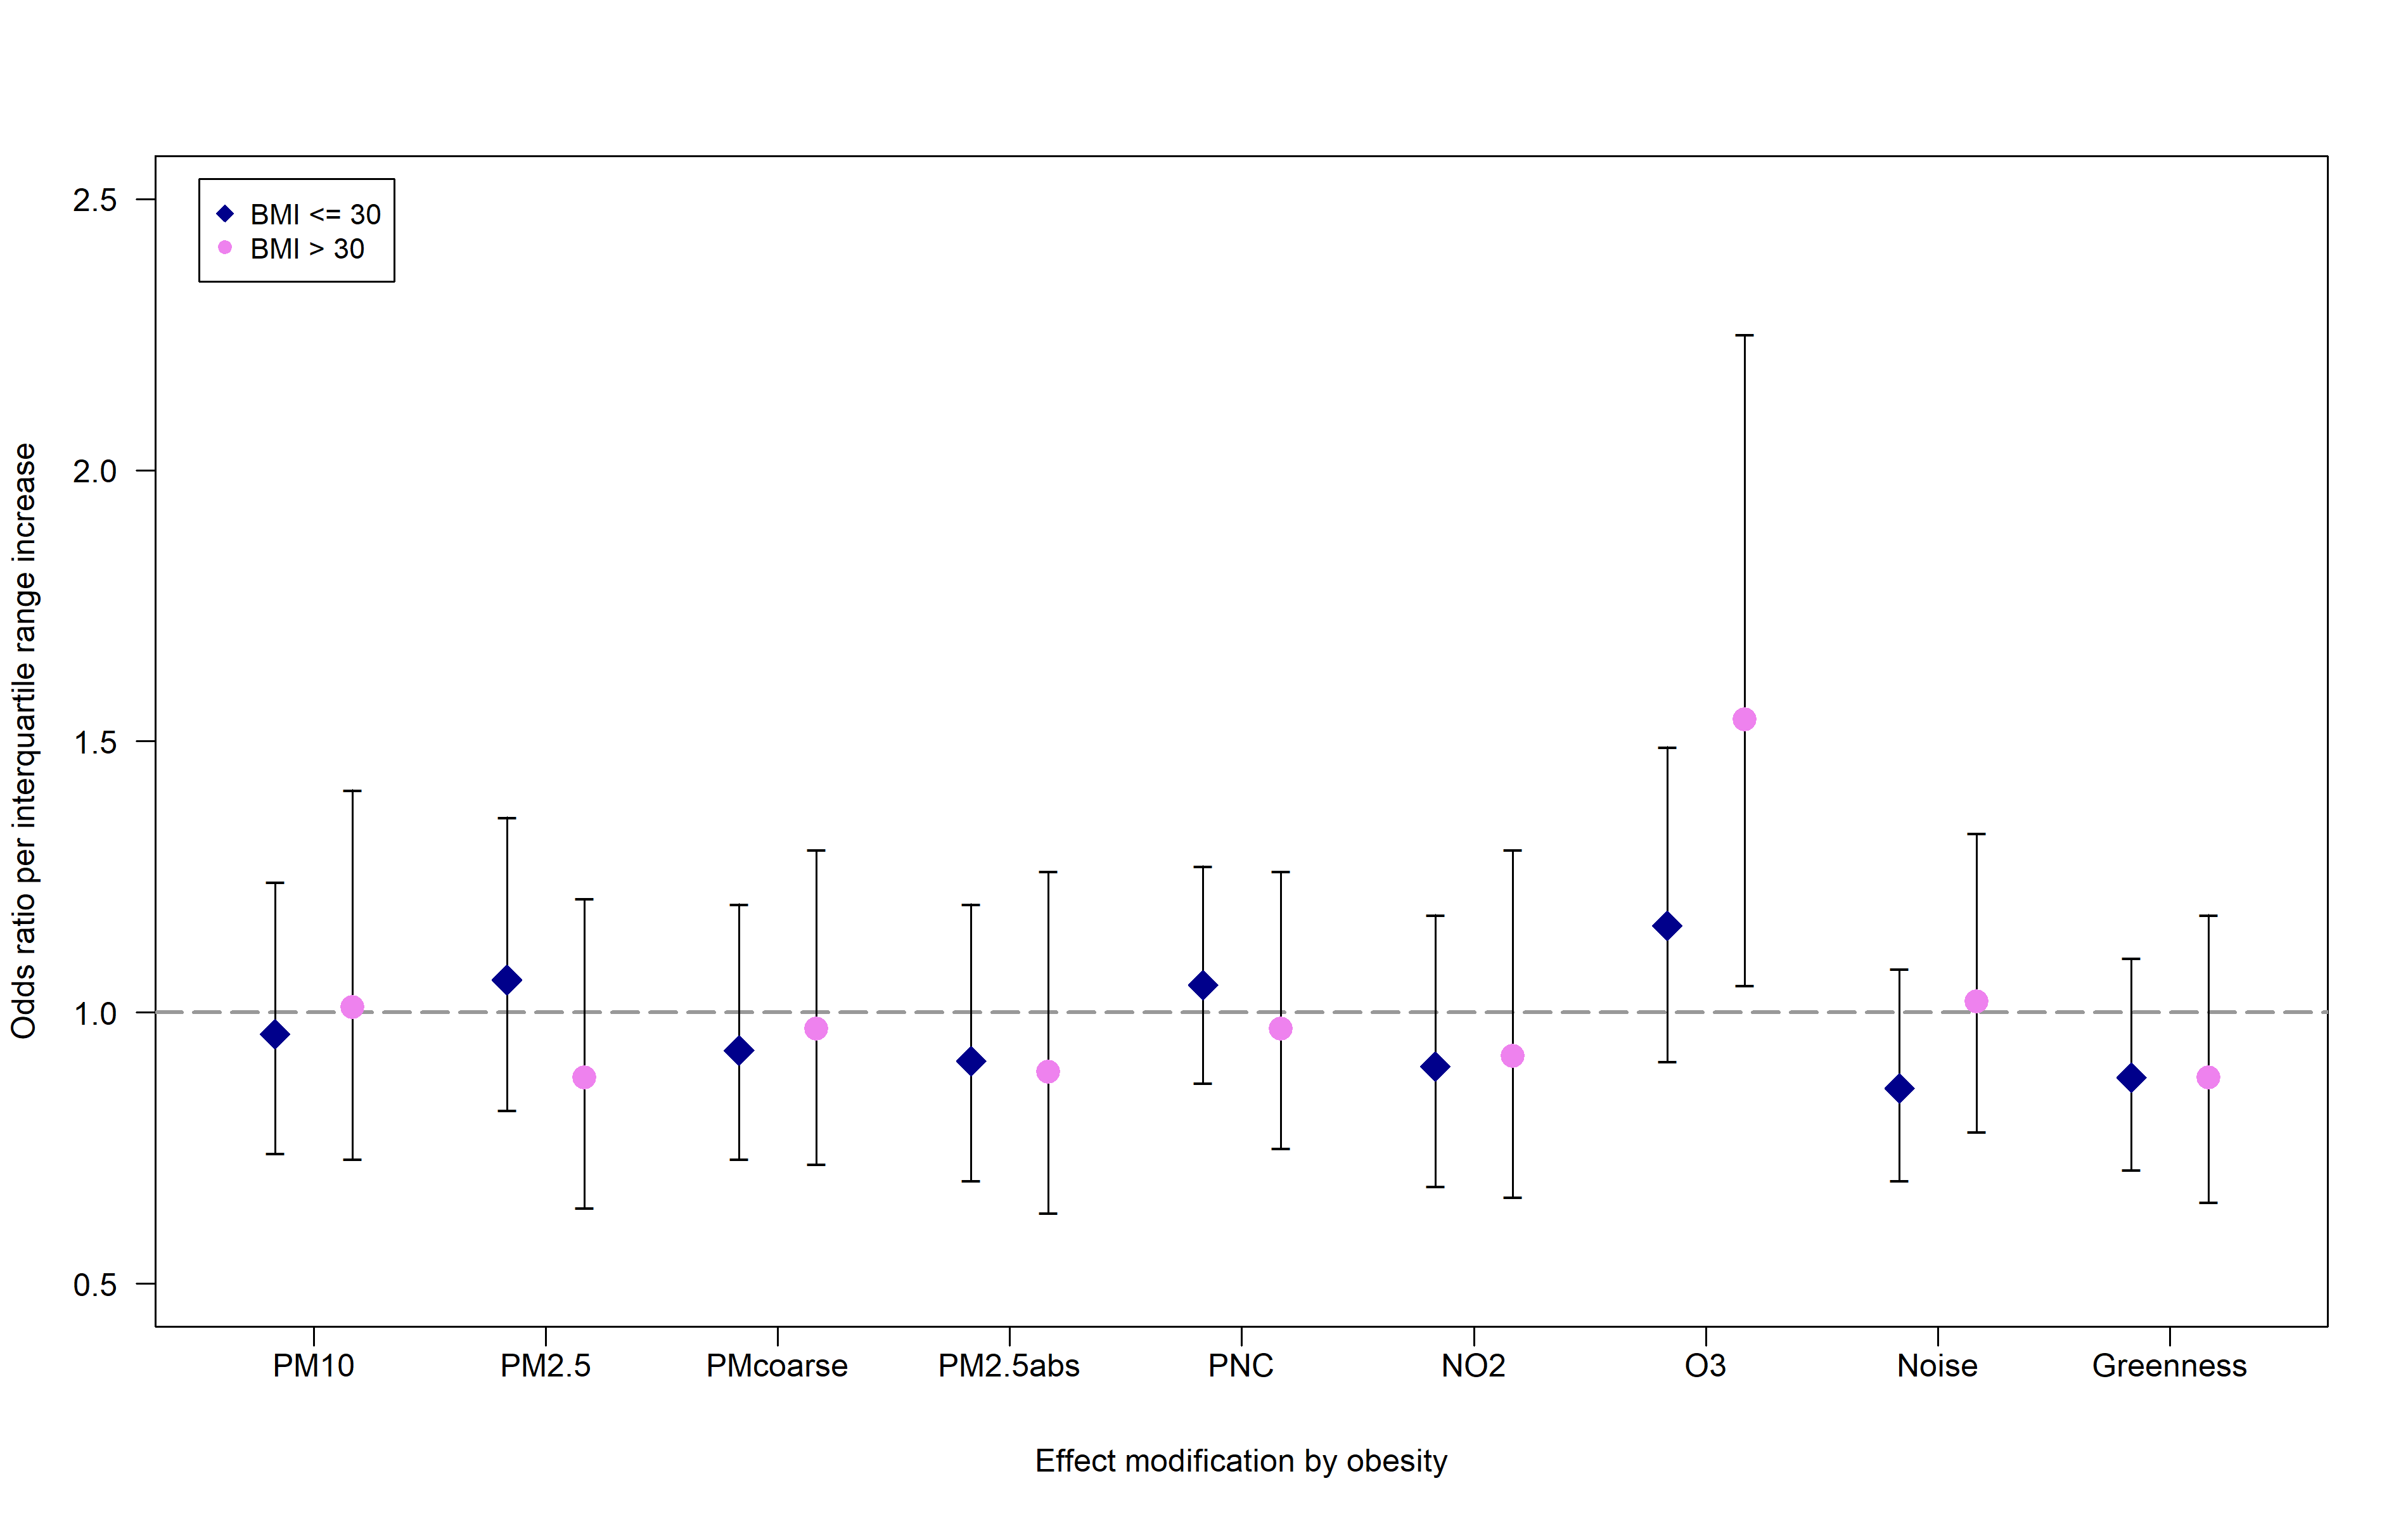 BMI <= 30
BMI > 30
Odds ratio per interquartile range increase
2.5
2.0
1.5
1.0
0.5
PM10 PM2.5 PMcoarse PM2.5abs PNC NO2 O3 Noise Greenness
Effect modification by obesity